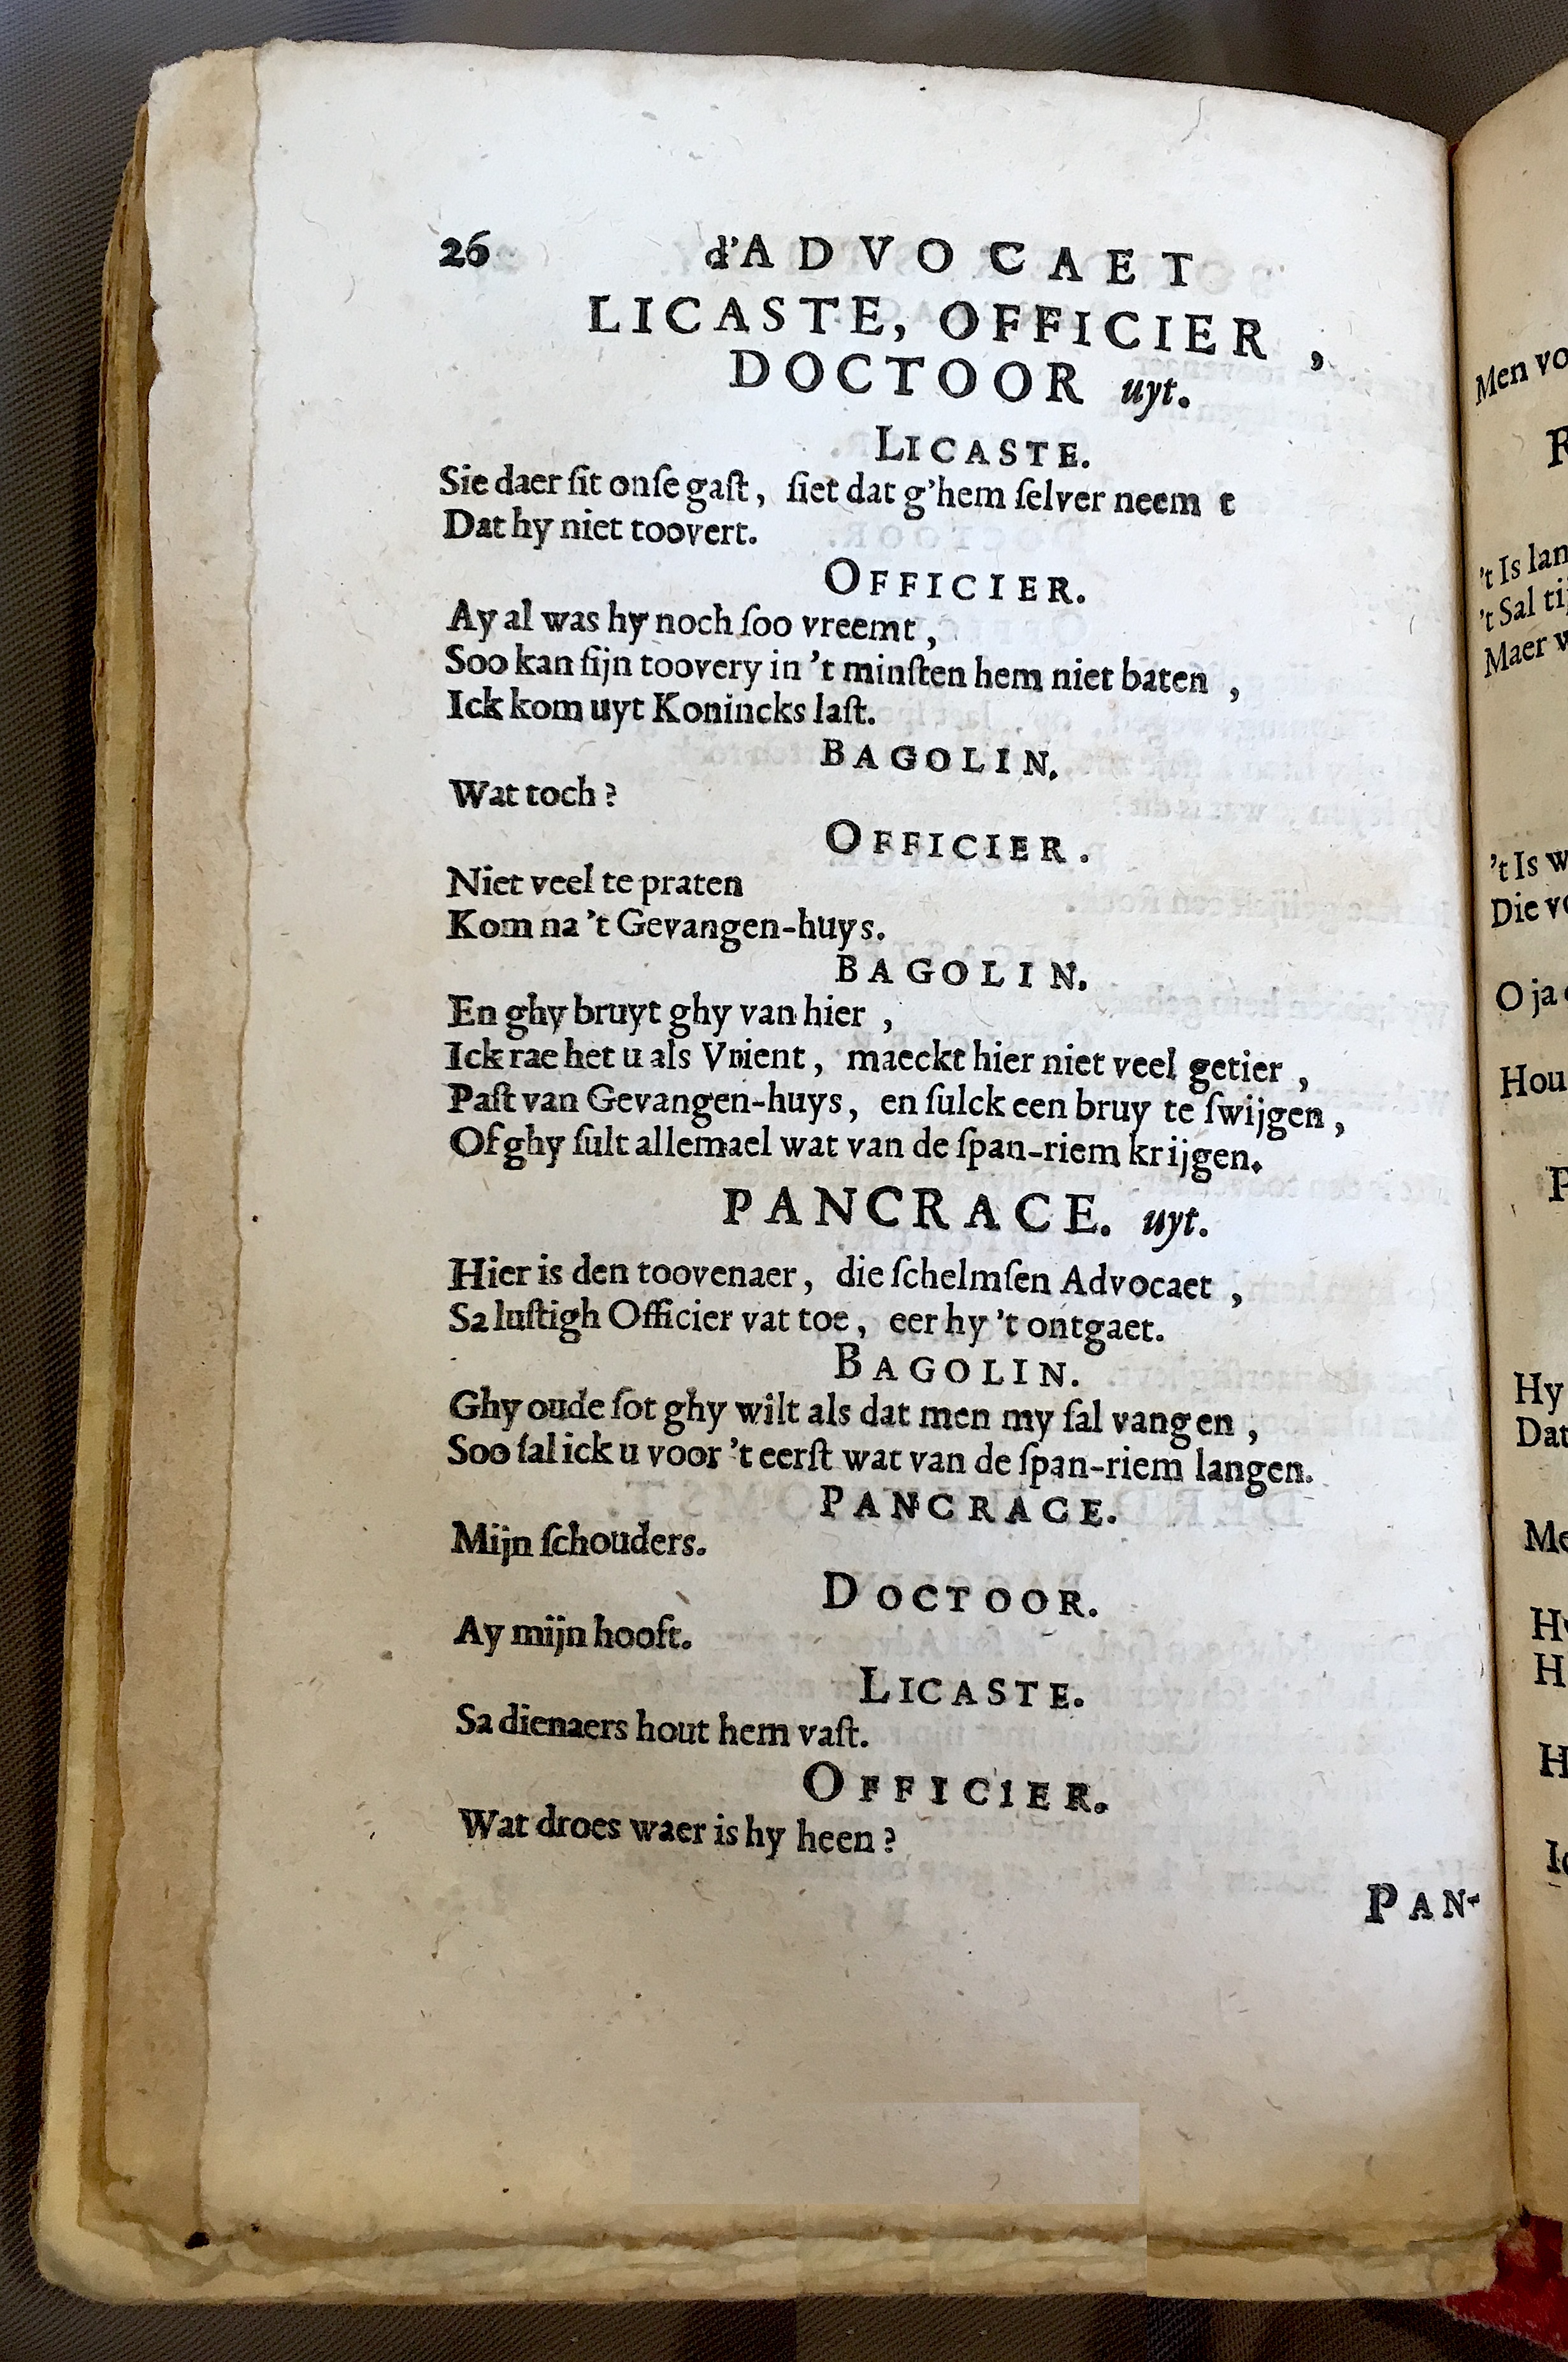 26 d'ADVOCAET
LICASTE, OFFICIER,
DOCTOOR uyt.
LICASTE.
Sie daer ſit onſe gaſt, ſiet dat g'hem ſelver neem t
Dat hy niet toovert.
OFFICIER.
Ay al was hy noch ſoo vreemt,
Soo kan ſijn toovery in 't minſten hem niet baten,
Ick kom uyt Konincks laſt.
BAGOLIN.
Wat toch?
OFFICIER.
Niet veel te praten
Kom na 't Gevangen-huys.
BAGOLIN.
En ghy bruyt ghy van hier,
Ick rae het u als Vrient, maeckt hier niet veel getier,
Paſt van Gevangen-huys, en ſulck een bruy te ſwijgen,
Of ghy ſult allemael wat van de ſpan-riem krijgen.
PANCRACE. uyt.
Hier is den toovenaer, die ſchelmſen Advocaet,
Sa luſtigh Officier vat toe, eer hy 't ontgaet.
BAGOLIN.
Ghy oude ſot ghy wilt als dat men my ſal vangen,
Soo ſal ick u voor 't eerſt wat van de ſpan-riem langen.
PANCRACE.
Mijn ſchouders.
DOCTOOR.
Ay mijn hooft.
LICASTE.
Sa dienaers hout hem vaſt.
OFFICIER.
Wat droes waer is hy heen?
PAN-
Men vo
't Is lan
't Sal tij
Maer w
't Is w
Die vo
O ja
Hou
P
Hy
Dat
Me
H
H